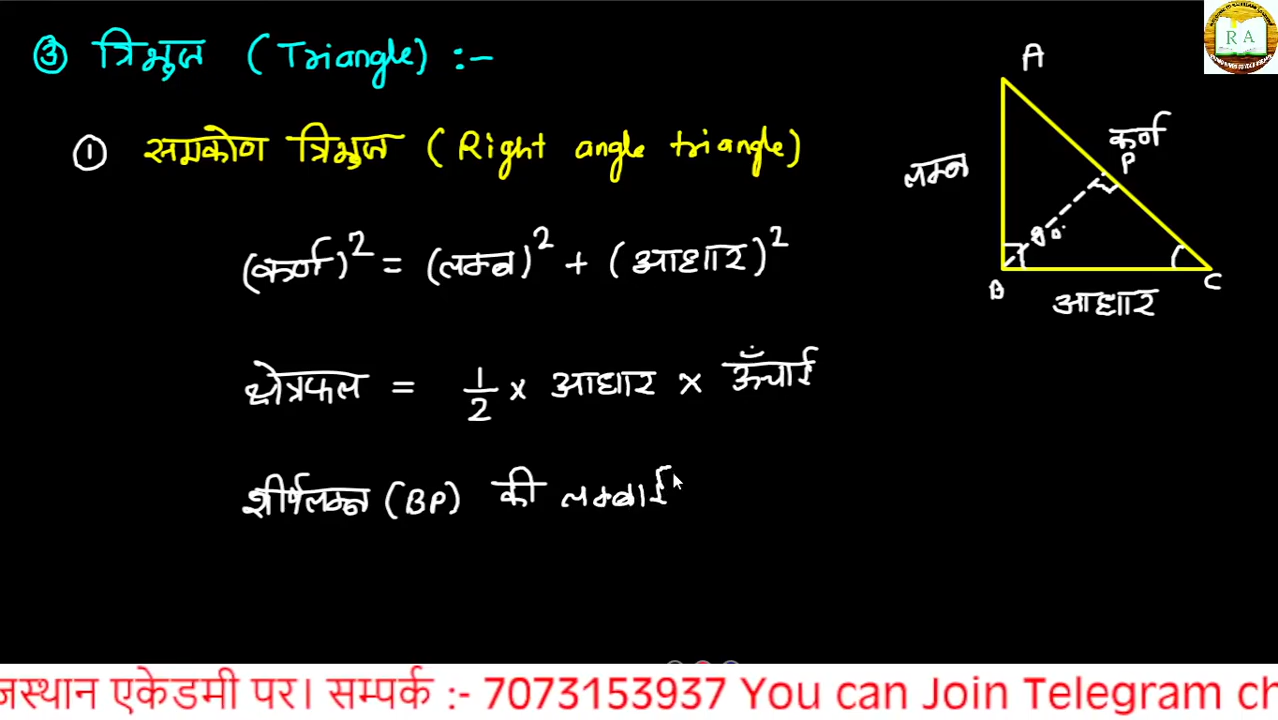 ③ त्रिभुज (Triangle) :-
① समकोण त्रिभुज (Right angle triangle)
(कर्ण)² = (लम्ब)² + (आधार)²
क्षेत्रफल = 1/2 × आधार × ऊँचाई
शीर्षलम्ब (BP) की लम्बाई
A
कर्ण
P
लम्ब
90°
B
C
आधार
RA
जस्थान एकेडमी पर। सम्पर्क :- 7073153937 You can Join Telegram ch